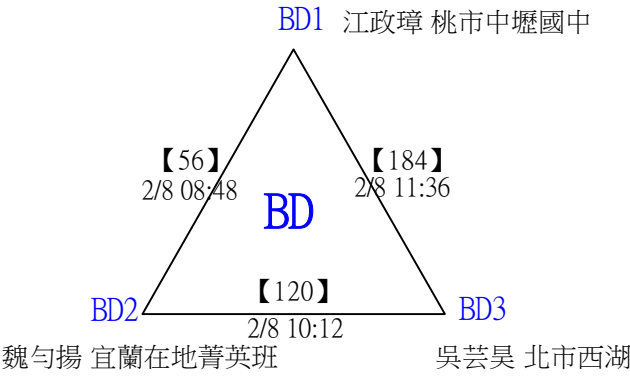 BD1 江政璋 桃市中壢國中
【56】 【184】
2/8 08:48 2/8 11:36
BD
【120】
BD2 BD3
2/8 10:12
魏勻揚 宜蘭在地菁英班 吳芸昊 北市西湖